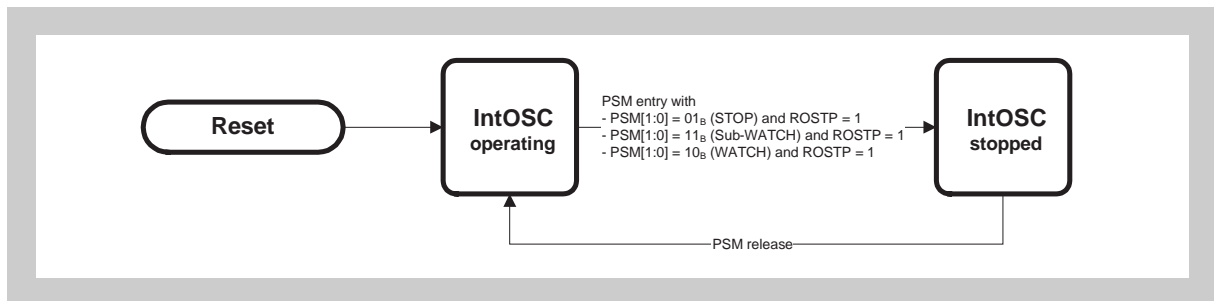 Reset
IntOSC
operating
PSM entry with
- PSM[1:0] = 01B (STOP) and ROSTP = 1
- PSM[1:0] = 11B (Sub-WATCH) and ROSTP = 1
- PSM[1:0] = 10B (WATCH) and ROSTP = 1
IntOSC
stopped
PSM release